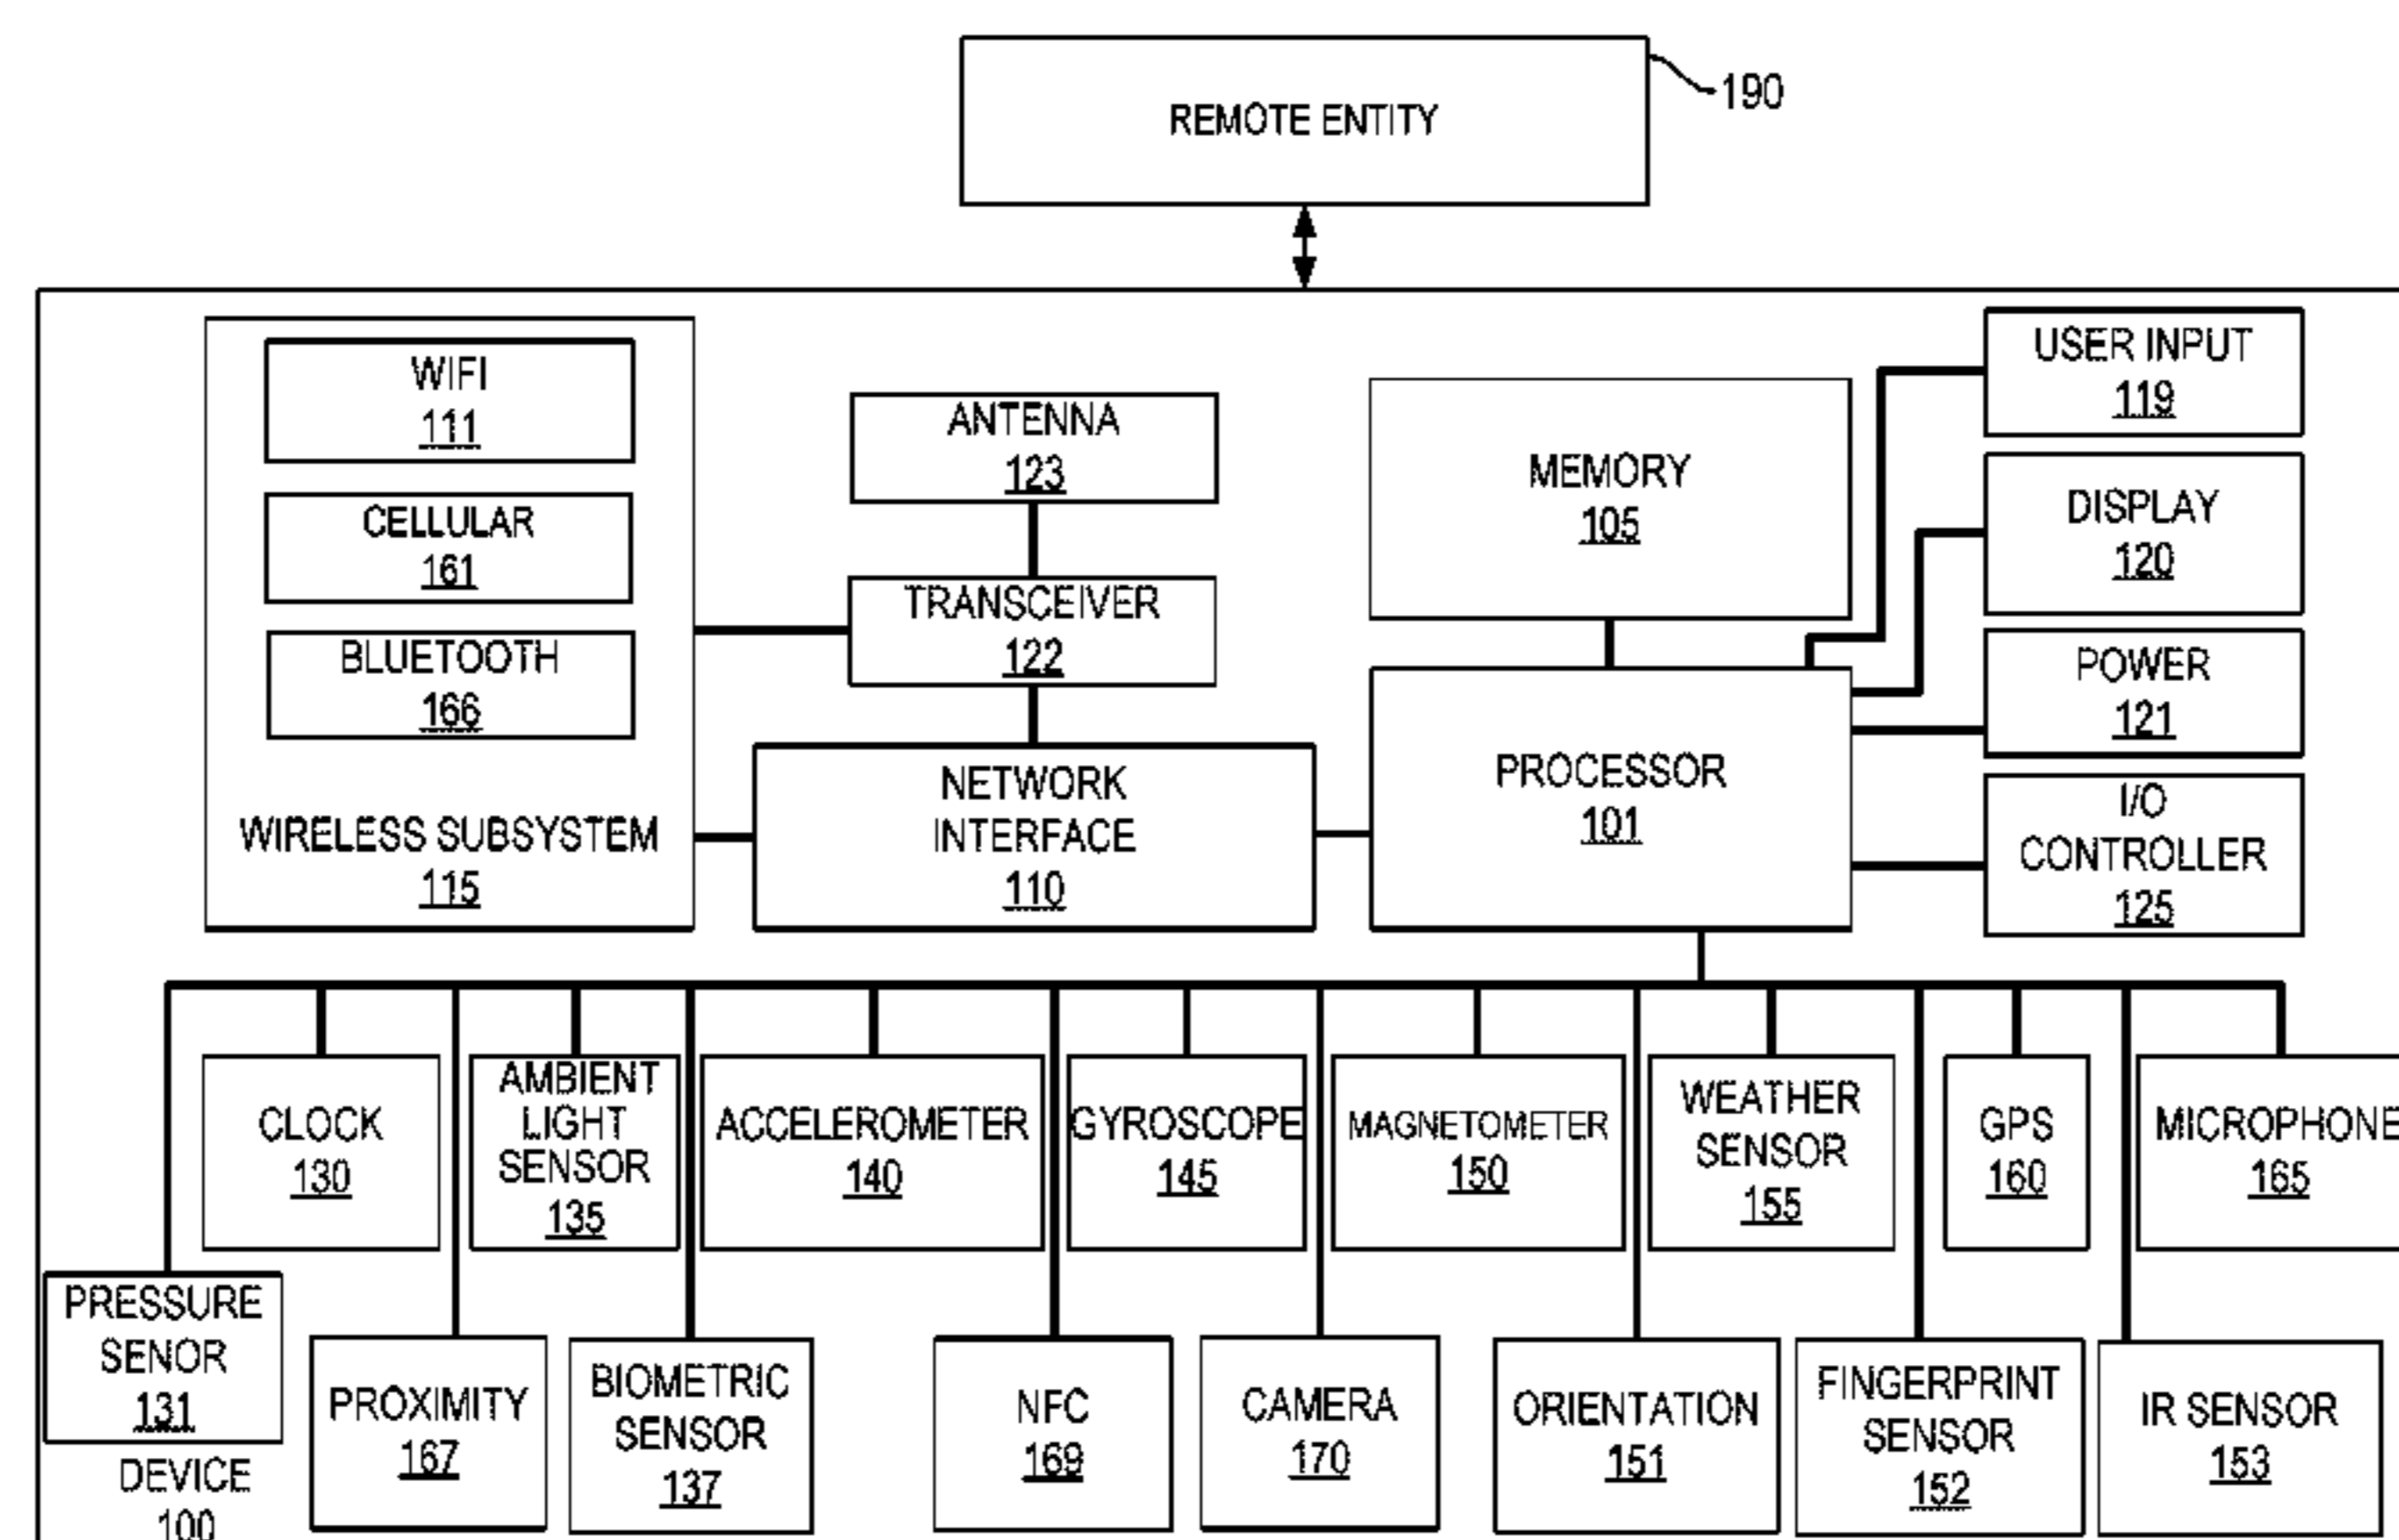 REMOTE ENTITY
190
WIFI
111
CELLULAR
161
BLUETOOTH
166
WIRELESS SUBSYSTEM
115
ANTENNA
123
TRANSCEIVER
122
NETWORK
INTERFACE
110
MEMORY
105
PROCESSOR
101
USER INPUT
119
DISPLAY
120
POWER
121
I/O
CONTROLLER
125
CLOCK
130
AMBIENT
LIGHT
SENSOR
135
ACCELEROMETER
140
GYROSCOPE
145
MAGNETOMETER
150
WEATHER
SENSOR
155
GPS
160
MICROPHONE
165
PRESSURE
SENOR
131
PROXIMITY
167
BIOMETRIC
SENSOR
137
NFC
169
CAMERA
170
ORIENTATION
151
FINGERPRINT
SENSOR
152
IR SENSOR
153
DEVICE
100